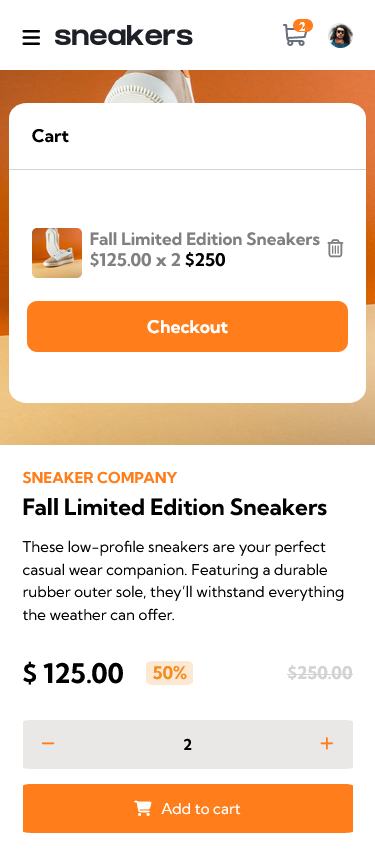 sneakers
2
Cart
Fall Limited Edition Sneakers
$125.00 x 2 $250
Checkout
SNEAKER COMPANY
Fall Limited Edition Sneakers
These low-profile sneakers are your perfect
casual wear companion. Featuring a durable
rubber outer sole, they’ll withstand everything
the weather can offer.
$ 125.00 50% $250.00
− 2 +
Add to cart